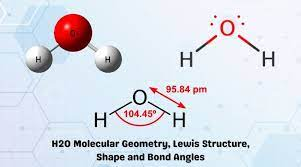 O
H H
O
H H
95.84 pm
O
104.45°
H H
H2O Molecular Geometry, Lewis Structure,
Shape and Bond Angles